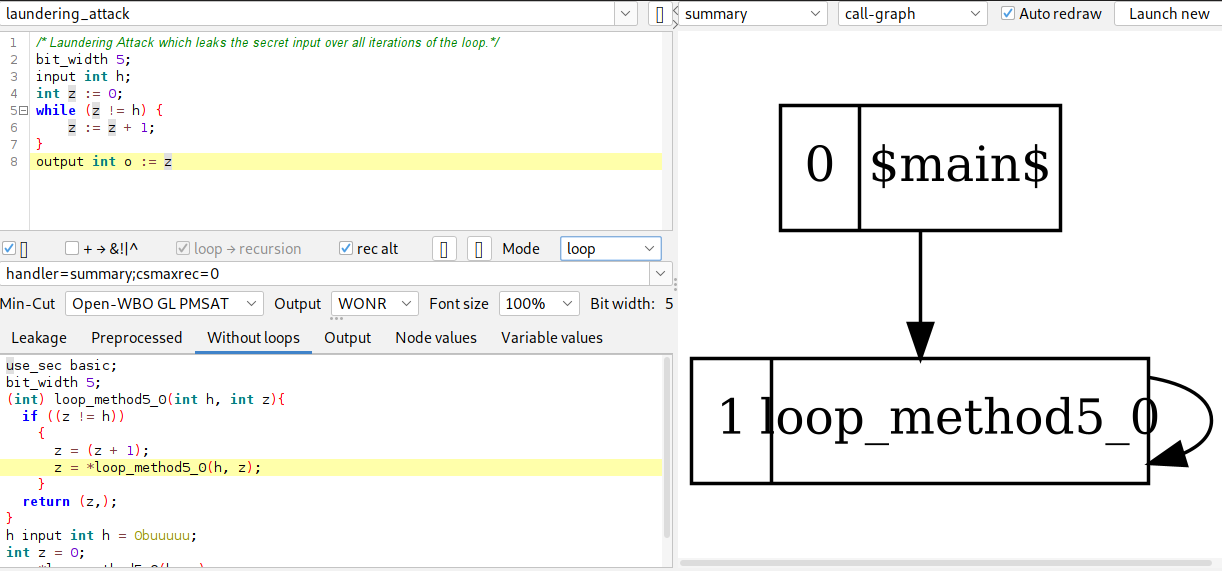 laundering_attack
[]
1 /* Laundering Attack which leaks the secret input over all iterations of the loop.*/
2 bit_width 5;
3 input int h;
4 int z := 0;
5 while (z != h) {
6 z := z + 1;
7 }
8 output int o := z
[] + → &!|^ loop → recursion rec alt [] [] Mode loop
handler=summary;csmaxrec=0
Min-Cut Open-WBO GL PMSAT Output WONR Font size 100% Bit width: 5
Leakage Preprocessed Without loops Output Node values Variable values
use_sec basic;
bit_width 5;
(int) loop_method5_0(int h, int z){
if ((z != h))
{
z = (z + 1);
z = *loop_method5_0(h, z);
}
return (z,);
}
h input int h = 0buuuuu;
int z = 0;
summary call-graph Auto redraw Launch new
0 $main$
1 loop_method5_0